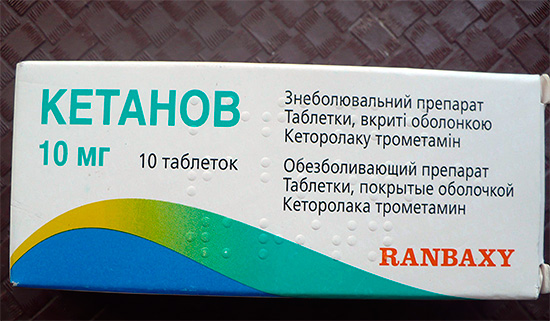 КЕТАНОВ
10 мг
10 таблеток
Знеболювальний препарат
Таблетки, вкриті оболонкою
Кеторолаку трометамін
Обезболивающий препарат
Таблетки, покрытые оболочкой
Кеторолака трометамин
RANBAXY